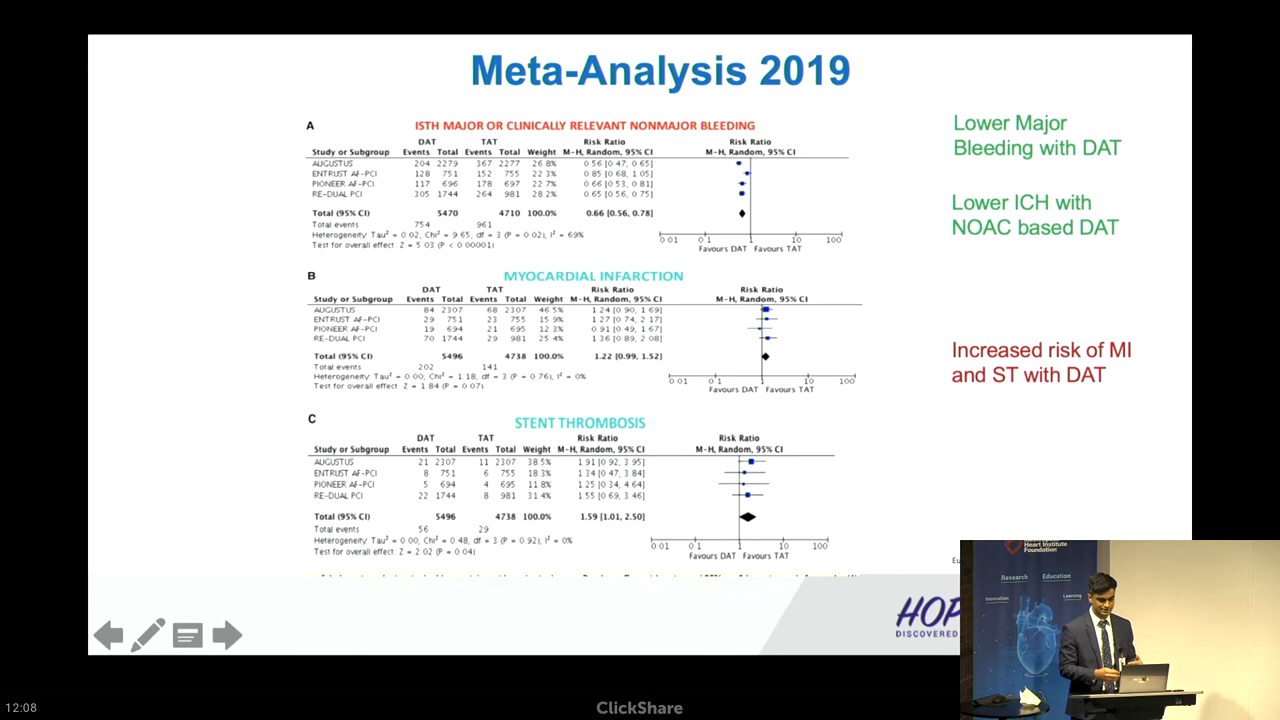 Meta-Analysis 2019
A
ISTH MAJOR OR CLINICALLY RELEVANT NONMAJOR BLEEDING
DAT TAT Risk Ratio Risk Ratio
Study or Subgroup Events Total Events Total Weight M-H, Random, 95% CI M-H, Random, 95% CI
AUGUSTUS 204 2279 367 2277 26.8% 0.56 [0.47, 0.65]
ENTRUST AF-PCI 128 751 152 755 22.3% 0.85 [0.68, 1.05]
PIONEER AF-PCI 117 696 178 697 22.7% 0.66 [0.53, 0.81]
RE-DUAL PCI 305 1744 264 981 28.2% 0.65 [0.56, 0.75]
Total (95% CI) 5470 4710 100.0% 0.66 [0.56, 0.78]
Total events 754 961
Heterogeneity: Tau² = 0.02, Chi² = 9.65, df = 3 (P = 0.02), I² = 69%
Test for overall effect: Z = 5.03 (P < 0.00001)
0.01 0.1 1 10 100
Favours DAT Favours TAT
B
MYOCARDIAL INFARCTION
DAT TAT Risk Ratio Risk Ratio
Study or Subgroup Events Total Events Total Weight M-H, Random, 95% CI M-H, Random, 95% CI
AUGUSTUS 84 2307 68 2307 46.5% 1.24 [0.90, 1.69]
ENTRUST AF-PCI 29 751 23 755 15.9% 1.27 [0.74, 2.17]
PIONEER AF-PCI 19 694 21 695 12.3% 0.91 [0.49, 1.67]
RE-DUAL PCI 70 1744 29 981 25.4% 1.36 [0.89, 2.08]
Total (95% CI) 5496 4738 100.0% 1.22 [0.99, 1.52]
Total events 202 141
Heterogeneity: Tau² = 0.00, Chi² = 1.18, df = 3 (P = 0.76), I² = 0%
Test for overall effect: Z = 1.84 (P = 0.07)
0.01 0.1 1 10 100
Favours DAT Favours TAT
C
STENT THROMBOSIS
DAT TAT Risk Ratio Risk Ratio
Study or Subgroup Events Total Events Total Weight M-H, Random, 95% CI M-H, Random, 95% CI
AUGUSTUS 21 2307 11 2307 38.5% 1.91 [0.92, 3.95]
ENTRUST AF-PCI 8 751 6 755 18.3% 1.34 [0.47, 3.84]
PIONEER AF-PCI 5 694 4 695 11.8% 1.25 [0.34, 4.64]
RE-DUAL PCI 22 1744 8 981 31.4% 1.55 [0.69, 3.46]
Total (95% CI) 5496 4738 100.0% 1.59 [1.01, 2.50]
Total events 56 29
Heterogeneity: Tau² = 0.00, Chi² = 0.48, df = 3 (P = 0.92), I² = 0%
Test for overall effect: Z = 2.02 (P = 0.04)
0.01 0.1 1 10 100
Favours DAT Favours TAT
Lower Major
Bleeding with DAT
Lower ICH with
NOAC based DAT
Increased risk of MI
and ST with DAT
HOP
DISCOVERED
Heart Institute
Foundation
Research Education
Innovation Learning
12:08
ClickShare